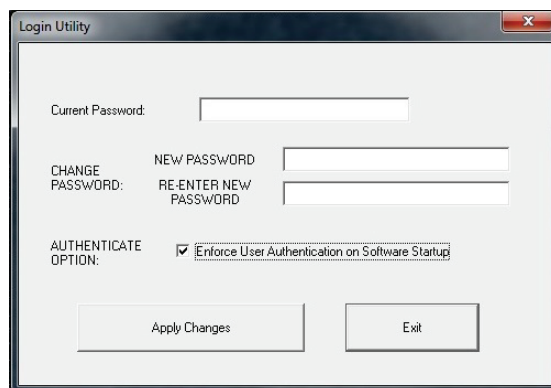 Login Utility
Current Password:
CHANGE
PASSWORD:
NEW PASSWORD
RE-ENTER NEW
PASSWORD
AUTHENTICATE
OPTION:
Enforce User Authentication on Software Startup
Apply Changes
Exit